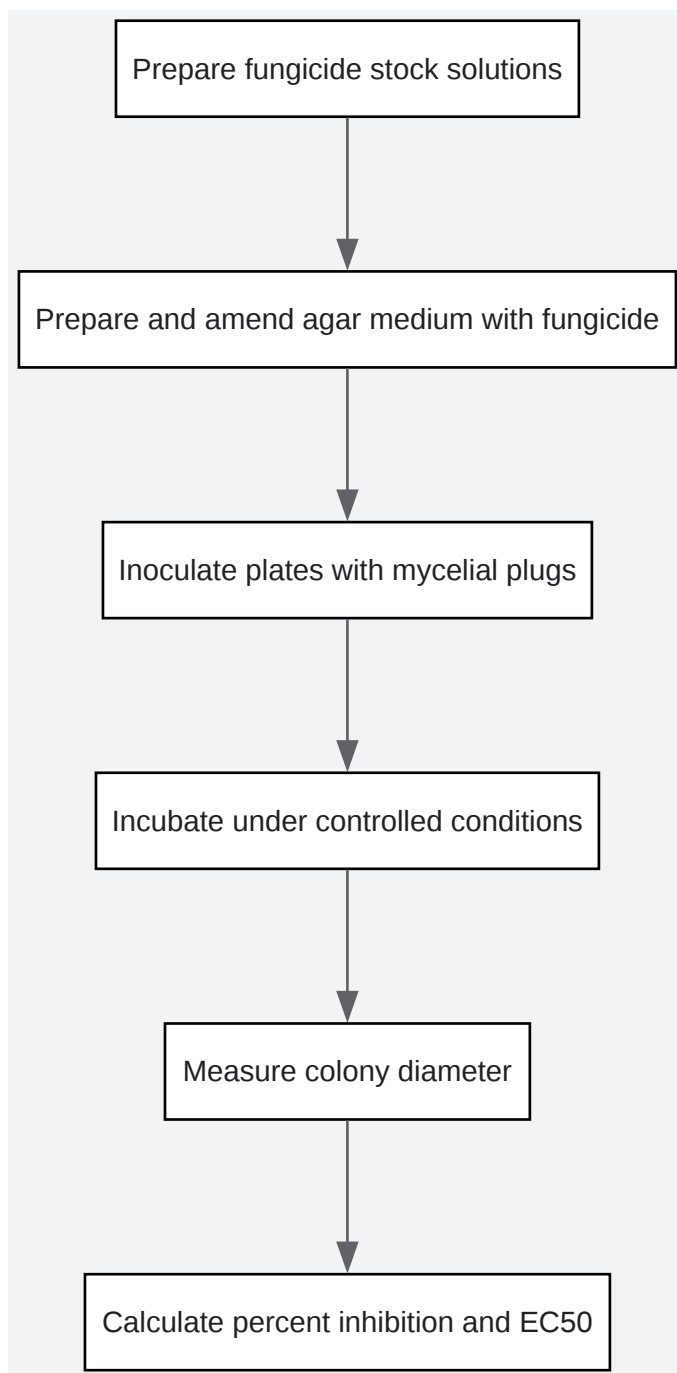 Prepare fungicide stock solutions
Prepare and amend agar medium with fungicide
Inoculate plates with mycelial plugs
Incubate under controlled conditions
Measure colony diameter
Calculate percent inhibition and EC50